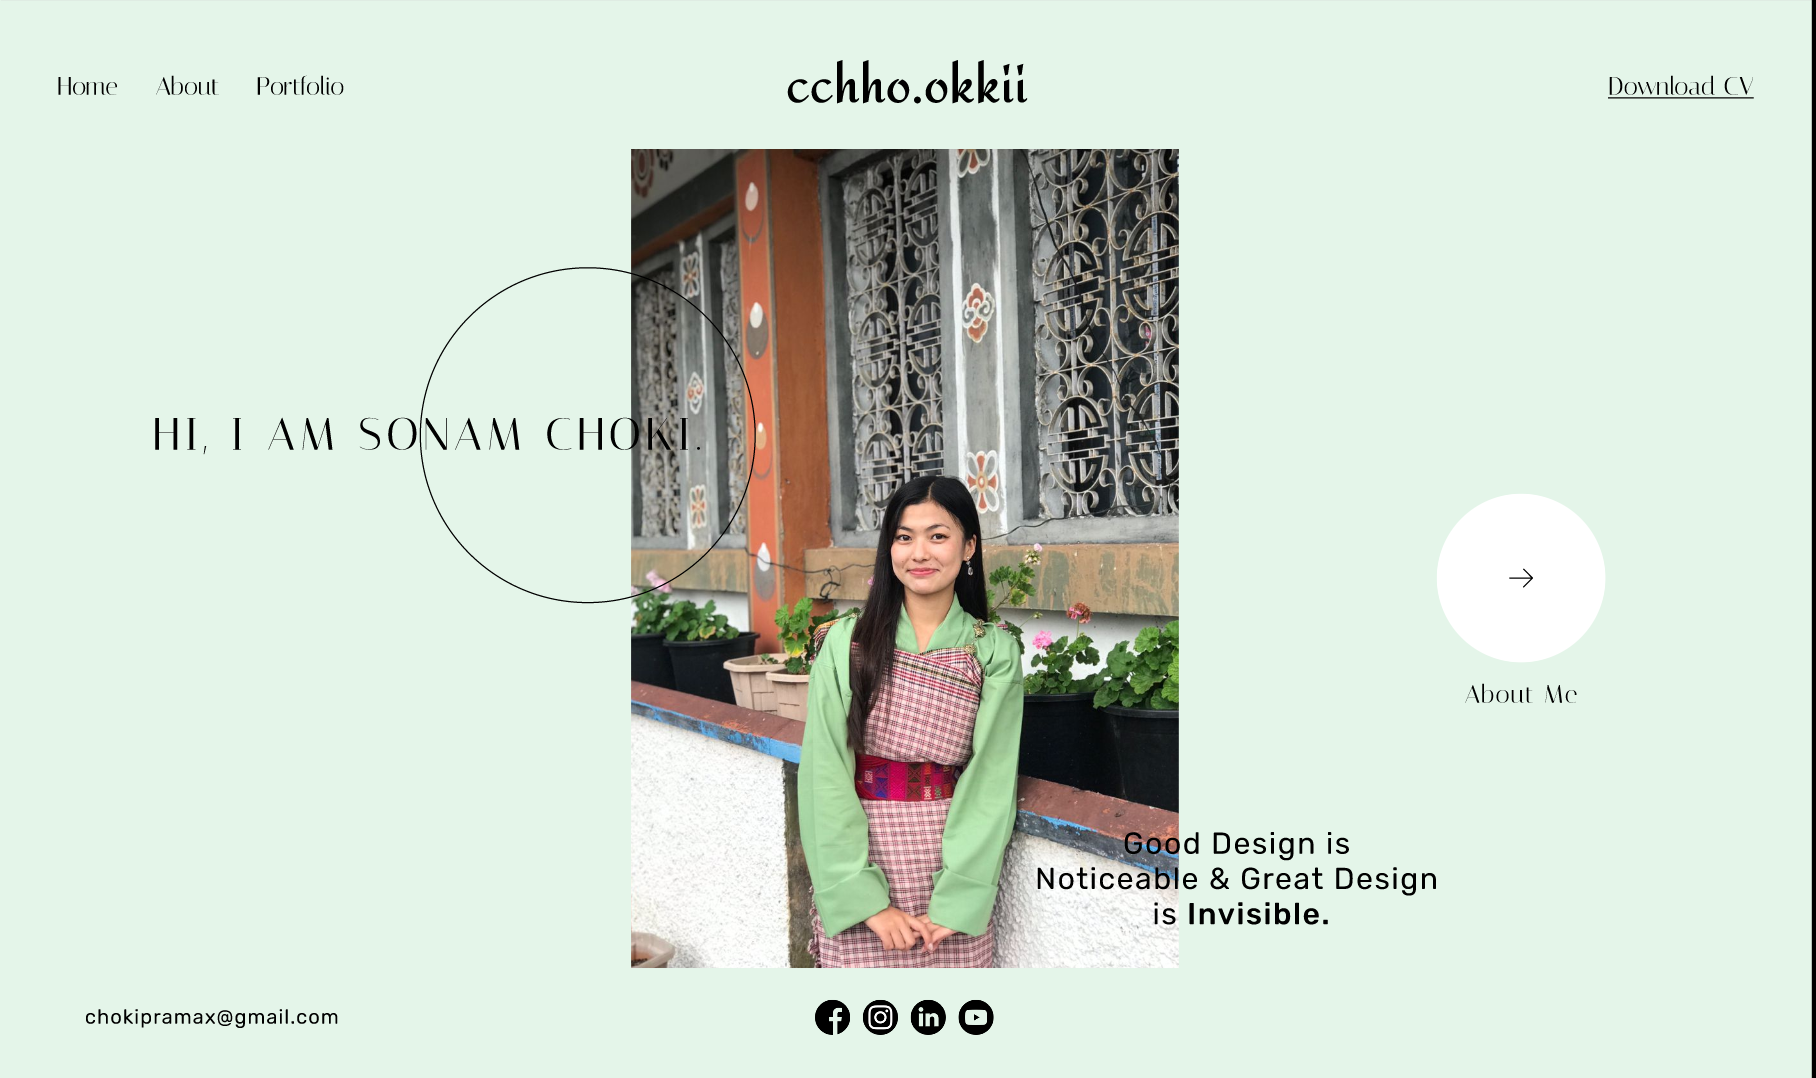 Home
About
Portfolio
cchho.okkii
Download CV
HI, I AM SONAM CHOKI.
About Me
Good Design is
Noticeable & Great Design
is Invisible.
chokipramax@gmail.com